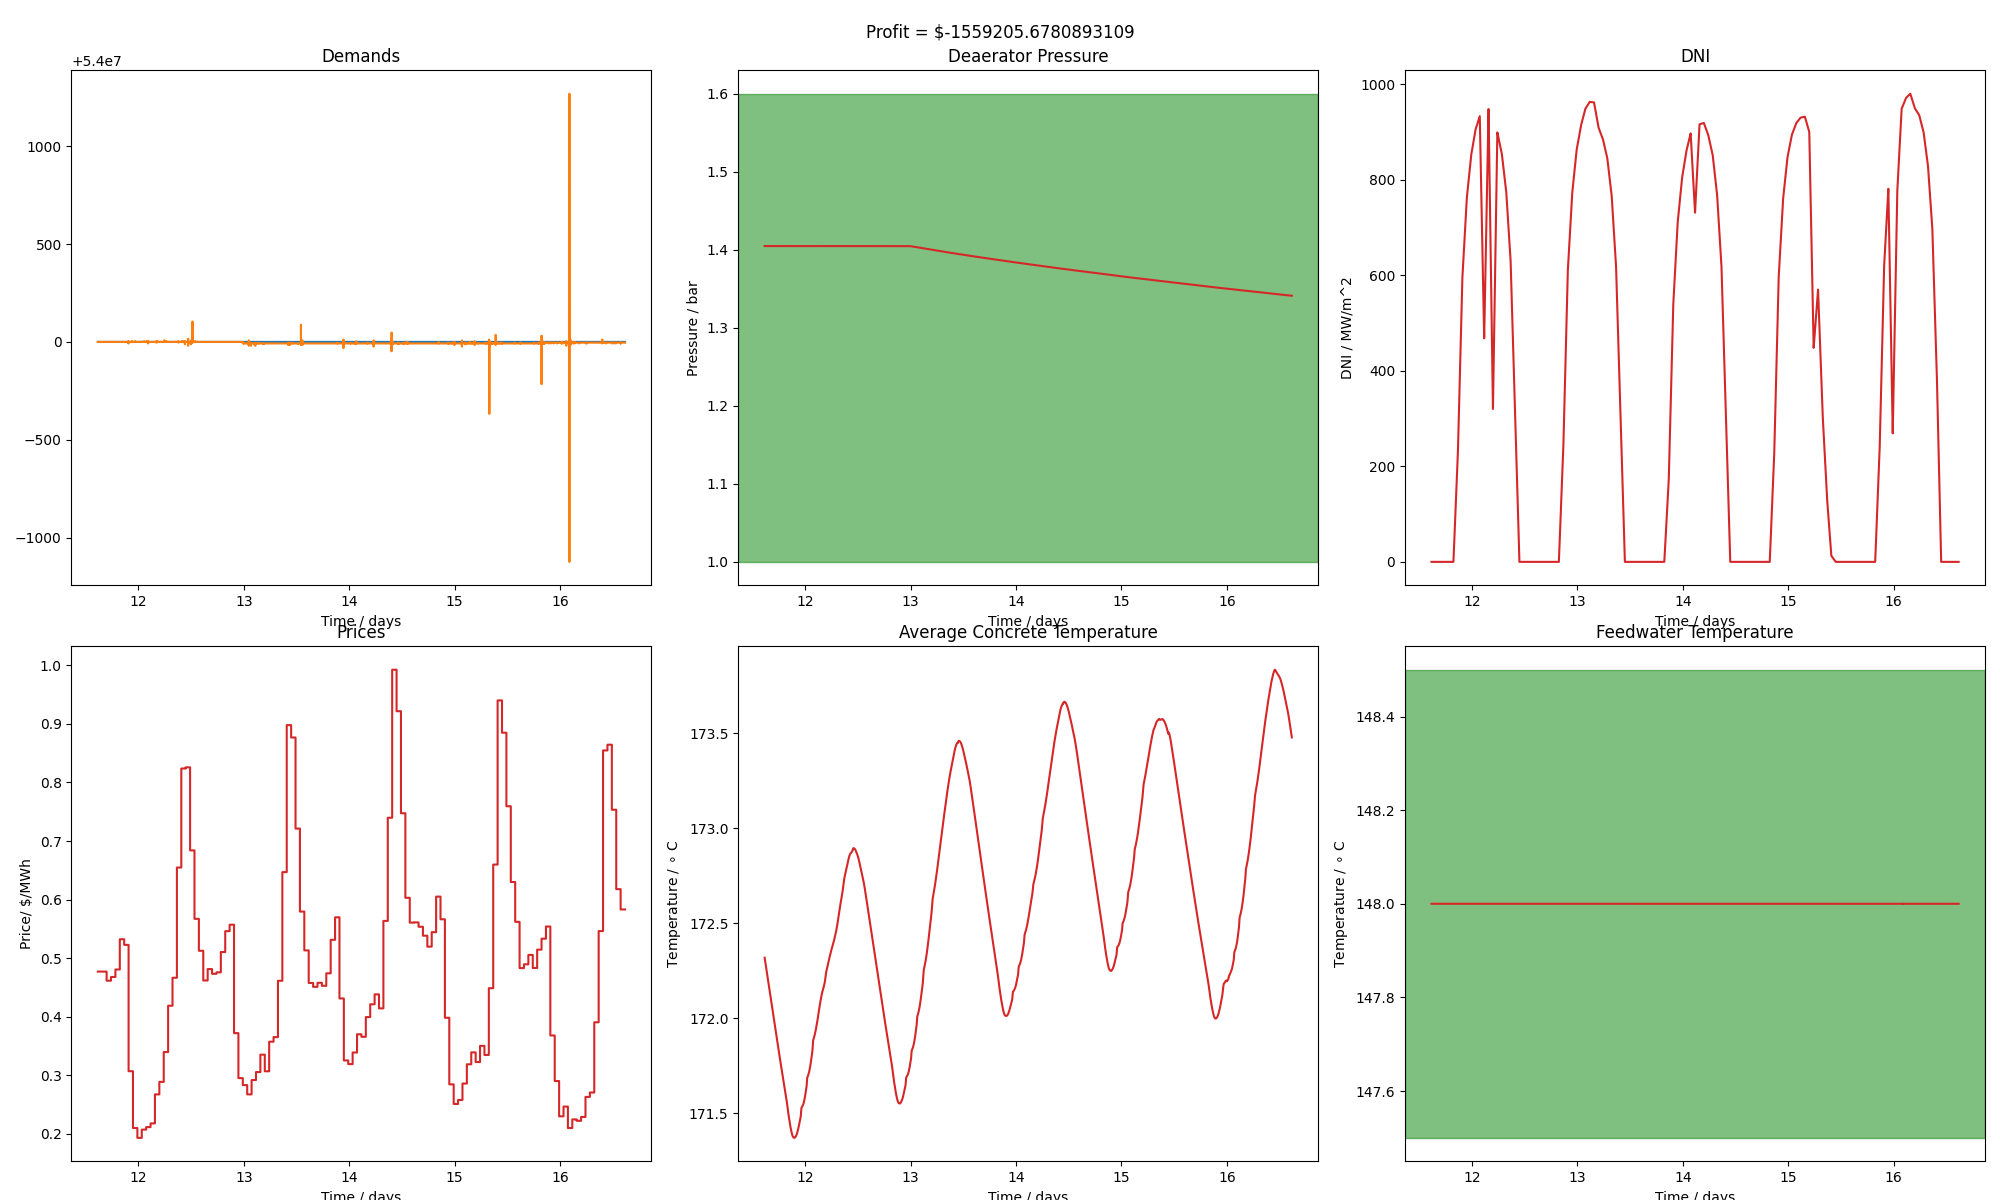 Profit = $-1559205.6780893109
Demands
+5.4e7
1000
500
0
−500
−1000
12 13 14 15 16
Time / days
Deaerator Pressure
Pressure / bar
1.6
1.5
1.4
1.3
1.2
1.1
1.0
12 13 14 15 16
Time / days
DNI
DNI / MW/m^2
1000
800
600
400
200
0
12 13 14 15 16
Time / days
Prices
Price/ $/MWh
1.0
0.9
0.8
0.7
0.6
0.5
0.4
0.3
0.2
12 13 14 15 16
Time / days
Average Concrete Temperature
Temperature / ∘ C
173.5
173.0
172.5
172.0
171.5
12 13 14 15 16
Time / days
Feedwater Temperature
Temperature / ∘ C
148.4
148.2
148.0
147.8
147.6
12 13 14 15 16
Time / days